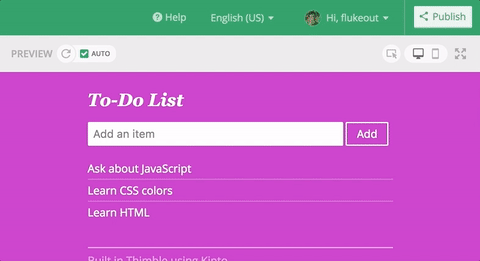 Help
English (US)
Hi, flukeout
Publish
PREVIEW
AUTO
To-Do List
Add an item
Add
Ask about JavaScript
Learn CSS colors
Learn HTML
Built in Thimble using Kinto